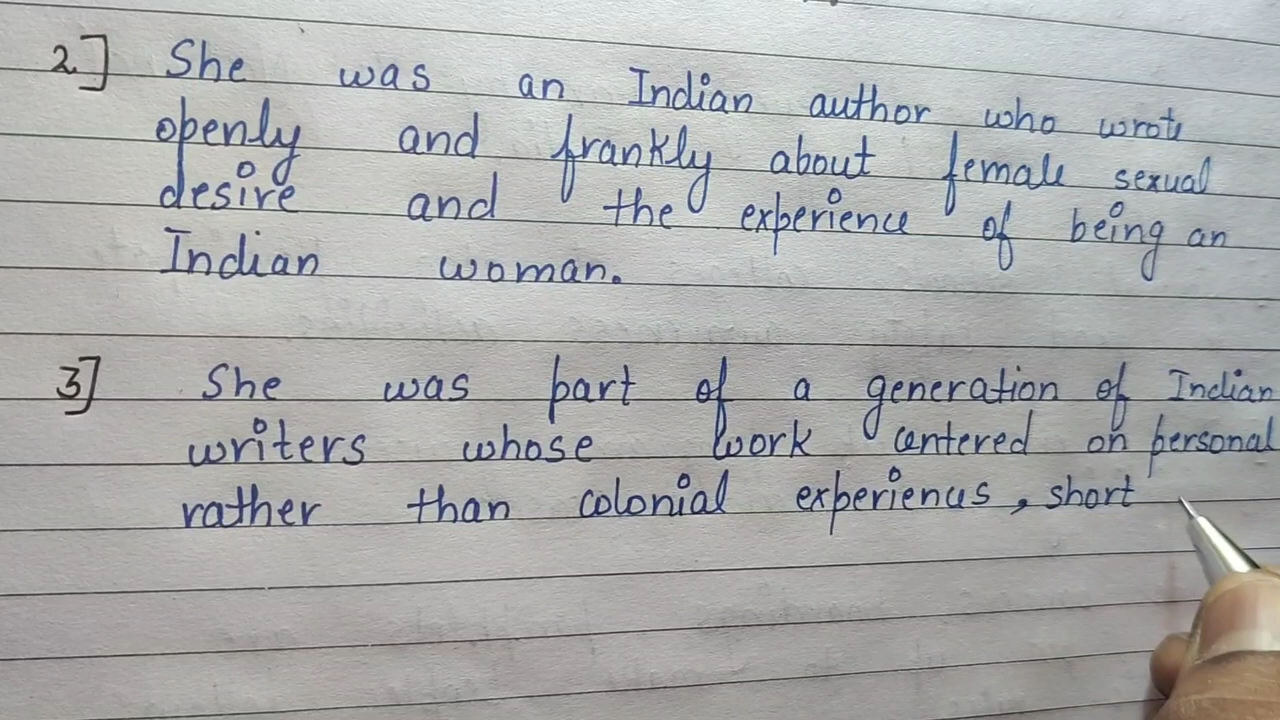 2] She was an Indian author who wrote
openly and frankly about female sexual
desire and the experience of being an
Indian woman.
3] She was part of a generation of Indian
writers whose work centered on personal
rather than colonial experiences, short